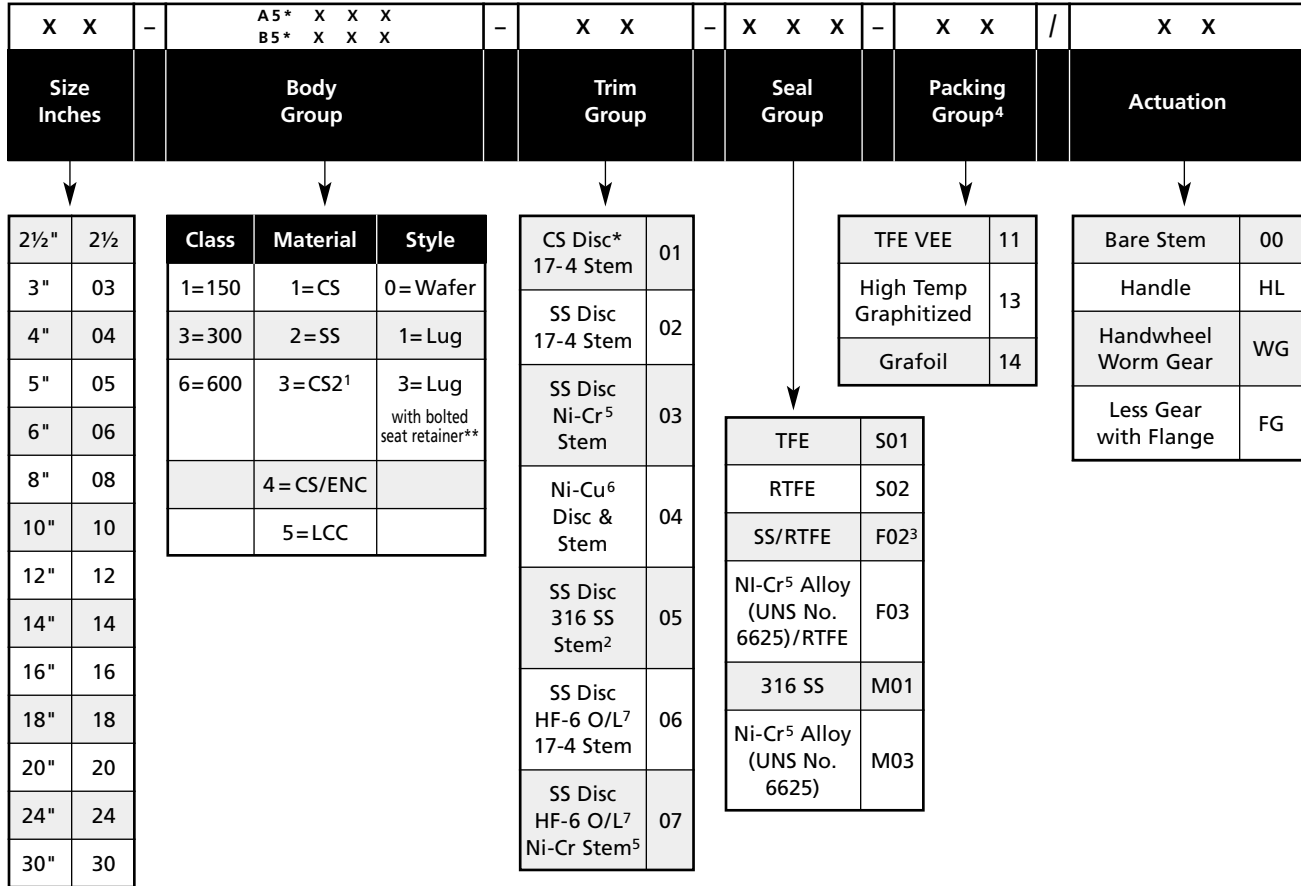 X X – A5* X X X – X X – X X X – X X / X X
B5* X X X
Size
Inches
Body
Group
Trim
Group
Seal
Group
Packing
Group4
Actuation
2½" 2½
3" 03
4" 04
5" 05
6" 06
8" 08
10" 10
12" 12
14" 14
16" 16
18" 18
20" 20
24" 24
30" 30
Class Material Style
1=150 1=CS 0=Wafer
3=300 2=SS 1=Lug
6=600 3=CS2¹ 3=Lug
with bolted
seat retainer**
4=CS/ENC
5=LCC
CS Disc*
17-4 Stem 01
SS Disc
17-4 Stem 02
SS Disc
Ni-Cr⁵
Stem 03
Ni-Cu⁶
Disc &
Stem 04
SS Disc
316 SS
Stem² 05
SS Disc
HF-6 O/L⁷
17-4 Stem 06
SS Disc
HF-6 O/L⁷
Ni-Cr Stem⁵ 07
TFE S01
RTFE S02
SS/RTFE F02³
NI-Cr⁵ Alloy
(UNS No.
6625)/RTFE F03
316 SS M01
Ni-Cr⁵ Alloy
(UNS No.
6625) M03
TFE VEE 11
High Temp
Graphitized 13
Grafoil 14
Bare Stem 00
Handle HL
Handwheel
Worm Gear WG
Less Gear
with Flange FG